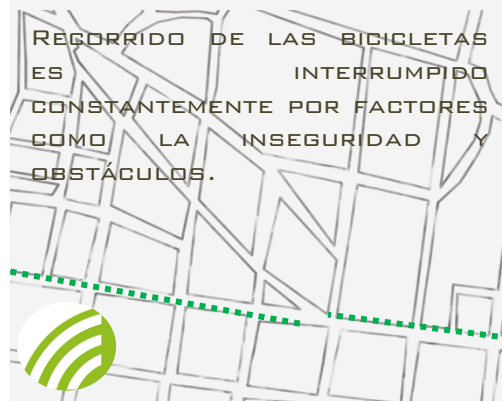 Recorrido de las bicicletas
es interrumpido
constantemente por factores
como la inseguridad y
obstáculos.